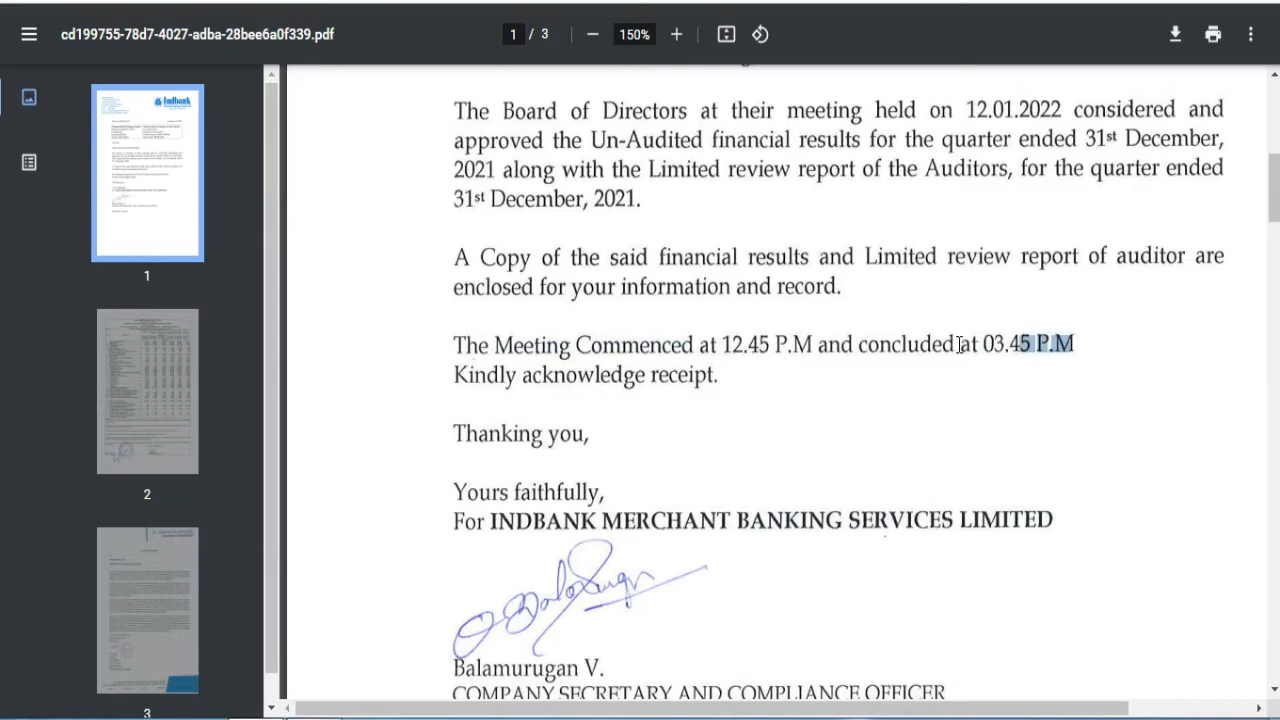 cd199755-78d7-4027-adba-28bee6a0f339.pdf
1 / 3
150%
The Board of Directors at their meeting held on 12.01.2022 considered and
approved the Un-Audited financial results for the quarter ended 31st December,
2021 along with the Limited review report of the Auditors, for the quarter ended
31st December, 2021.
A Copy of the said financial results and Limited review report of auditor are
enclosed for your information and record.
The Meeting Commenced at 12.45 P.M and concluded at 03.45 P.M
Kindly acknowledge receipt.
Thanking you,
Yours faithfully,
For INDBANK MERCHANT BANKING SERVICES LIMITED
Balamurugan V.
COMPANY SECRETARY AND COMPLIANCE OFFICER
Indbank
1
2
3